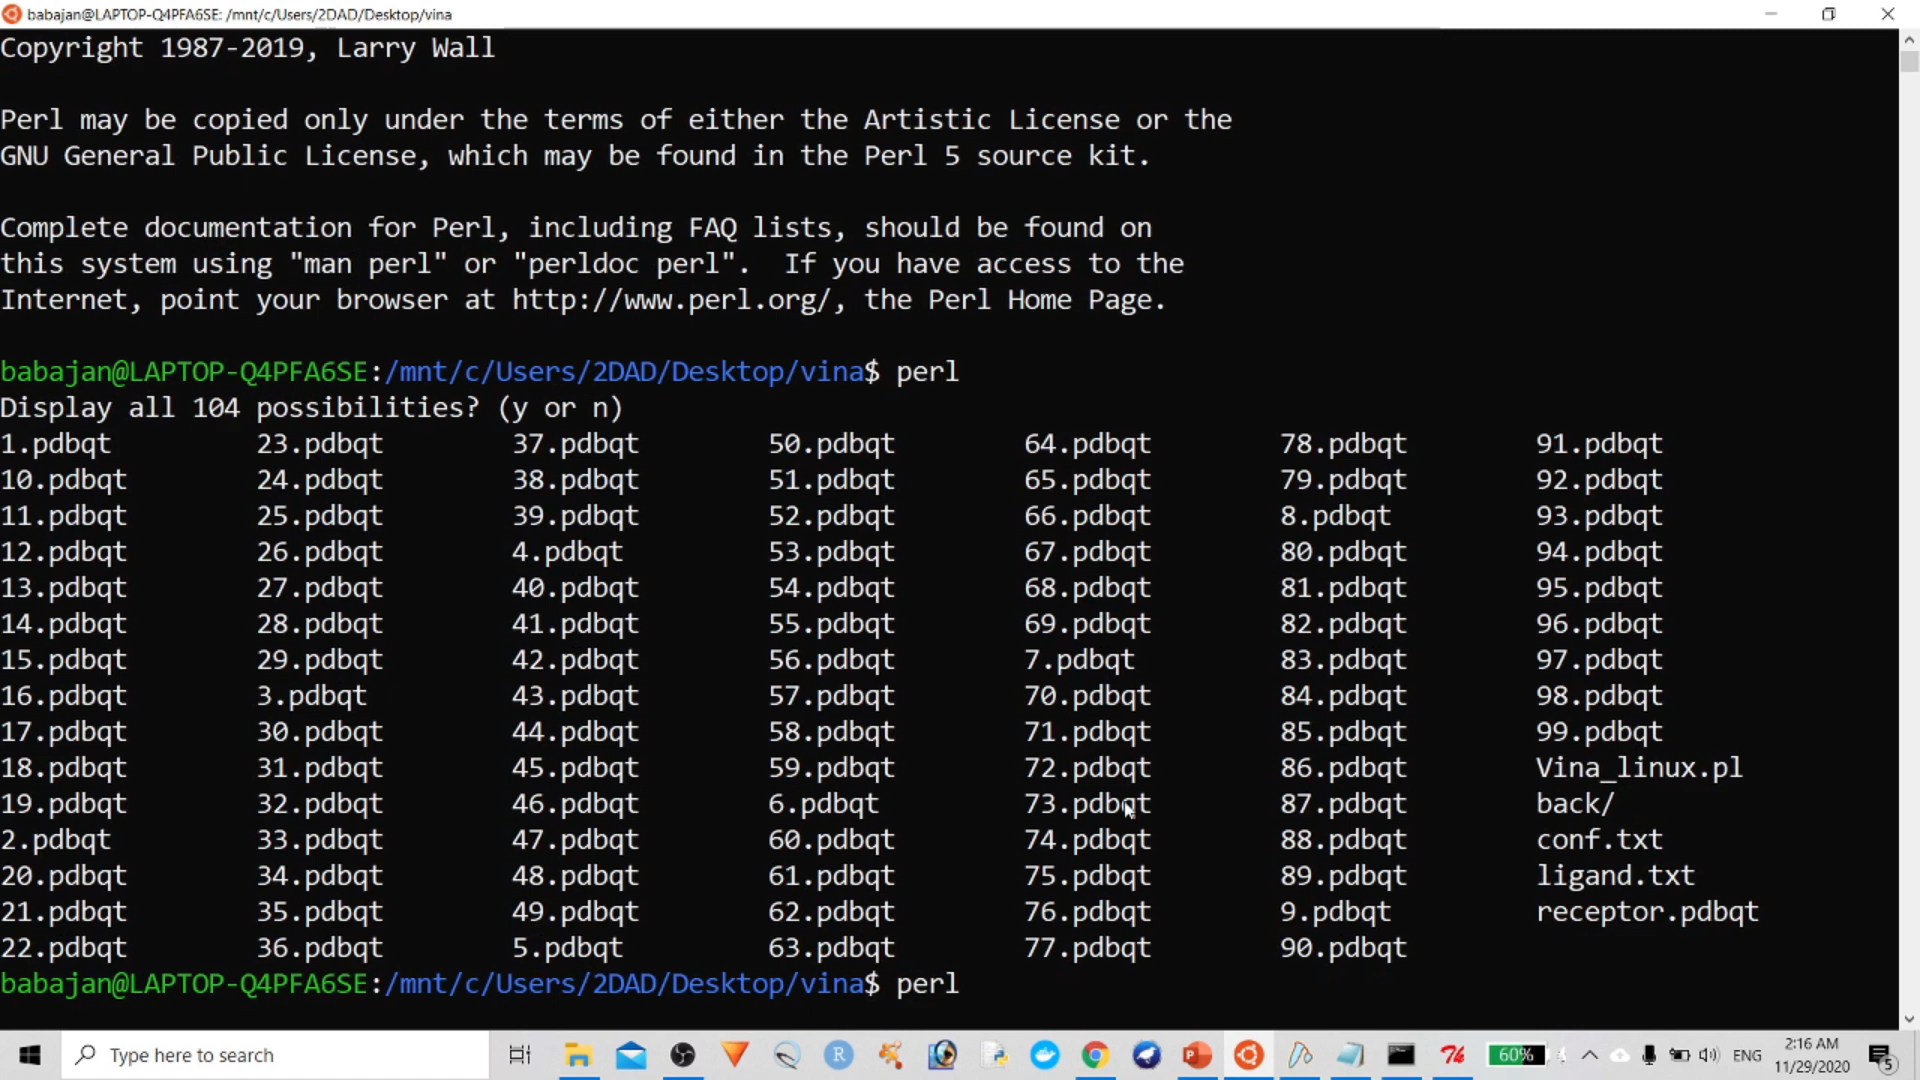 babajan@LAPTOP-Q4PFA6SE: /mnt/c/Users/2DAD/Desktop/vina
Copyright 1987-2019, Larry Wall
Perl may be copied only under the terms of either the Artistic License or the
GNU General Public License, which may be found in the Perl 5 source kit.
Complete documentation for Perl, including FAQ lists, should be found on
this system using "man perl" or "perldoc perl".  If you have access to the
Internet, point your browser at http://www.perl.org/, the Perl Home Page.
babajan@LAPTOP-Q4PFA6SE:/mnt/c/Users/2DAD/Desktop/vina$ perl
Display all 104 possibilities? (y or n)
1.pdbqt 23.pdbqt 37.pdbqt 50.pdbqt 64.pdbqt 78.pdbqt 91.pdbqt
10.pdbqt 24.pdbqt 38.pdbqt 51.pdbqt 65.pdbqt 79.pdbqt 92.pdbqt
11.pdbqt 25.pdbqt 39.pdbqt 52.pdbqt 66.pdbqt 8.pdbqt 93.pdbqt
12.pdbqt 26.pdbqt 4.pdbqt 53.pdbqt 67.pdbqt 80.pdbqt 94.pdbqt
13.pdbqt 27.pdbqt 40.pdbqt 54.pdbqt 68.pdbqt 81.pdbqt 95.pdbqt
14.pdbqt 28.pdbqt 41.pdbqt 55.pdbqt 69.pdbqt 82.pdbqt 96.pdbqt
15.pdbqt 29.pdbqt 42.pdbqt 56.pdbqt 7.pdbqt 83.pdbqt 97.pdbqt
16.pdbqt 3.pdbqt 43.pdbqt 57.pdbqt 70.pdbqt 84.pdbqt 98.pdbqt
17.pdbqt 30.pdbqt 44.pdbqt 58.pdbqt 71.pdbqt 85.pdbqt 99.pdbqt
18.pdbqt 31.pdbqt 45.pdbqt 59.pdbqt 72.pdbqt 86.pdbqt Vina_linux.pl
19.pdbqt 32.pdbqt 46.pdbqt 6.pdbqt 73.pdbqt 87.pdbqt back/
2.pdbqt 33.pdbqt 47.pdbqt 60.pdbqt 74.pdbqt 88.pdbqt conf.txt
20.pdbqt 34.pdbqt 48.pdbqt 61.pdbqt 75.pdbqt 89.pdbqt ligand.txt
21.pdbqt 35.pdbqt 49.pdbqt 62.pdbqt 76.pdbqt 9.pdbqt receptor.pdbqt
22.pdbqt 36.pdbqt 5.pdbqt 63.pdbqt 77.pdbqt 90.pdbqt
babajan@LAPTOP-Q4PFA6SE:/mnt/c/Users/2DAD/Desktop/vina$ perl
Type here to search
R
P
76
60%
ENG
2:16 AM
11/29/2020
5